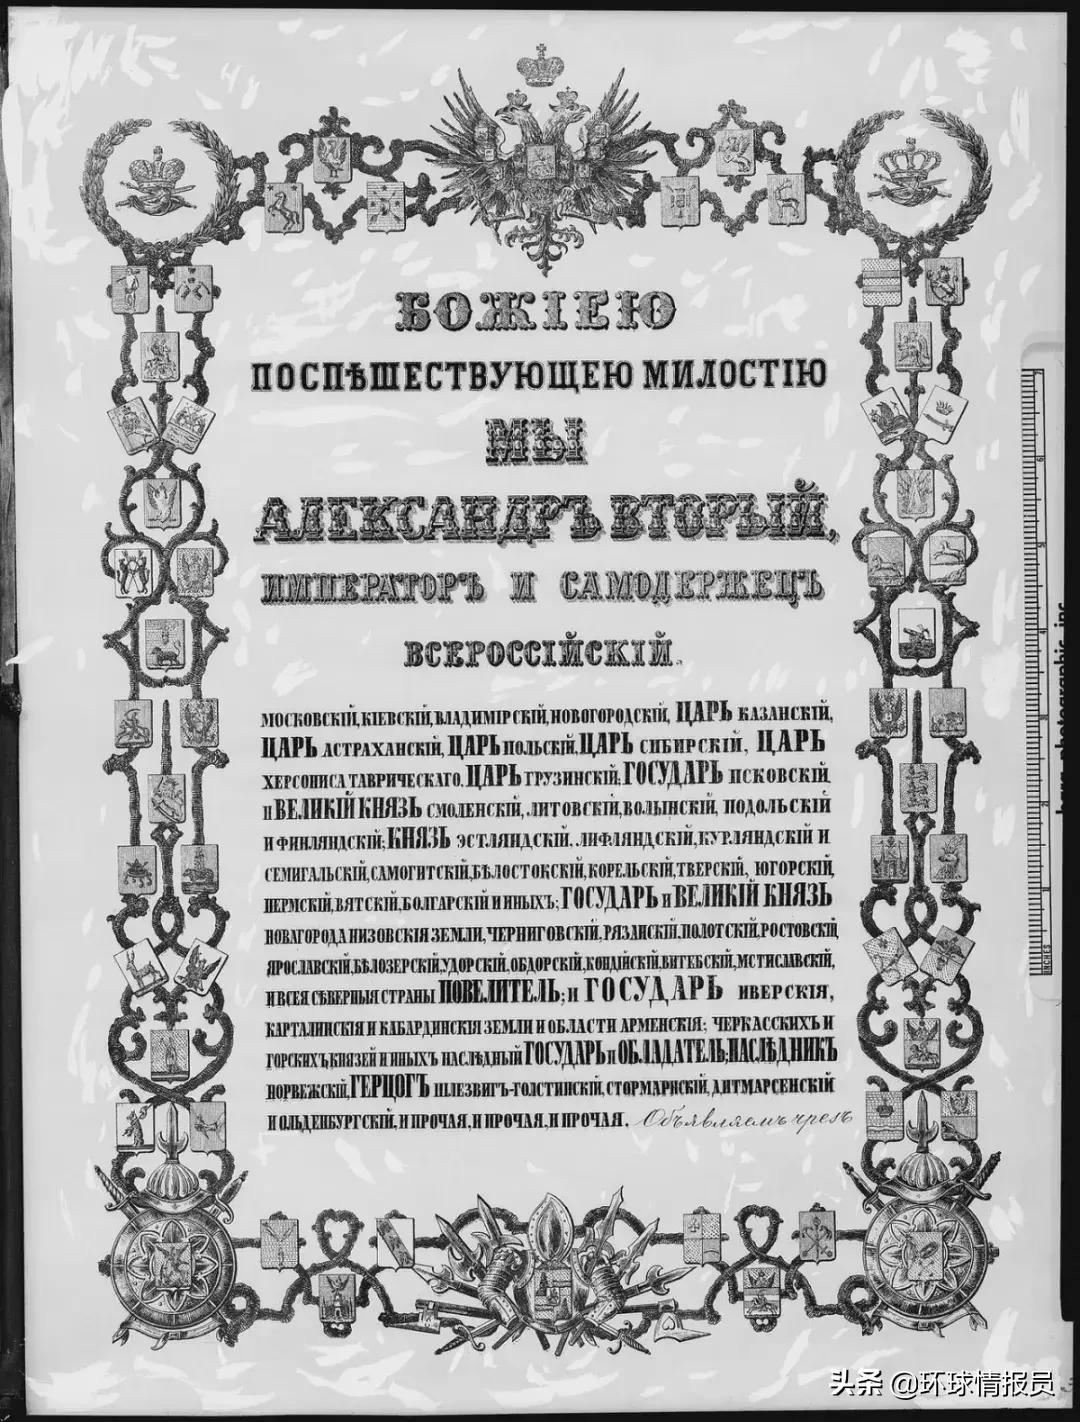 БОЖІЕЮ
ПОСПѢШЕСТВУЮЩЕЮ МИЛОСТІЮ
МЫ
АЛЕКСАНДРЪ ВТОРЫЙ,
ИМПЕРАТОРЪ И САМОДЕРЖЕЦЪ
ВСЕРОССІЙСКІЙ.
МОСКОВСКІЙ, КІЕВСКІЙ, ВЛАДИМІРСКІЙ, НОВОГОРОДСКІЙ, ЦАРЬ КАЗАНСКІЙ,
ЦАРЬ АСТРАХАНСКІЙ, ЦАРЬ ПОЛЬСКІЙ, ЦАРЬ СИБИРСКІЙ, ЦАРЬ
ХЕРСОНИСА ТАВРИЧЕСКАГО, ЦАРЬ ГРУЗИНСКІЙ, ГОСУДАРЬ ПСКОВСКІЙ
И ВЕЛИКІЙ КНЯЗЬ СМОЛЕНСКІЙ, ЛИТОВСКІЙ, ВОЛЫНСКІЙ, ПОДОЛЬСКІЙ
И ФИНЛЯНДСКІЙ; КНЯЗЬ ЭСТЛЯНДСКІЙ, ЛИФЛЯНДСКІЙ, КУРЛЯНДСКІЙ И
СЕМИГАЛЬСКІЙ, САМОГИТСКІЙ, БѢЛОСТОКСКІЙ, КОРЕЛЬСКІЙ, ТВЕРСКІЙ, ЮГОРСКІЙ,
ПЕРМСКІЙ, ВЯТСКІЙ, БОЛГАРСКІЙ И ИНЫХЪ; ГОСУДАРЬ И ВЕЛИКІЙ КНЯЗЬ
НОВАГОРОДА НИЗОВСКІЯ ЗЕМЛИ, ЧЕРНИГОВСКІЙ, РЯЗАНСКІЙ, ПОЛОТСКІЙ, РОСТОВСКІЙ,
ЯРОСЛАВСКІЙ, БѢЛОЗЕРСКІЙ, УДОРСКІЙ, ОБДОРСКІЙ, КОНДІЙСКІЙ, ВИТЕБСКІЙ, МСТИСЛАВСКІЙ,
И ВСЕЯ СѢВЕРНЫЯ СТРАНЫ ПОВЕЛИТЕЛЬ; И ГОСУДАРЬ ИВЕРСКІЯ,
КАРТАЛИНСКІЯ И КАБАРДИНСКІЯ ЗЕМЛИ И ОБЛАСТИ АРМЕНСКІЯ; ЧЕРКАССКИХЪ И
ГОРСКИХЪ КНЯЗЕЙ И ИНЫХЪ НАСЛѢДНЫЙ ГОСУДАРЬ И ОБЛАДАТЕЛЬ; НАСЛѢДНИКЪ
НОРВЕЖСКІЙ, ГЕРЦОГЪ ШЛЕЗВИГЪ-ГОЛСТИНСКІЙ, СТОРМАРНСКІЙ, ДИТМАРСЕНСКІЙ
И ОЛЬДЕНБУРГСКІЙ, И ПРОЧАЯ, И ПРОЧАЯ, И ПРОЧАЯ. Объявляемъ чрезъ
INCHES
头条 @环球情报员